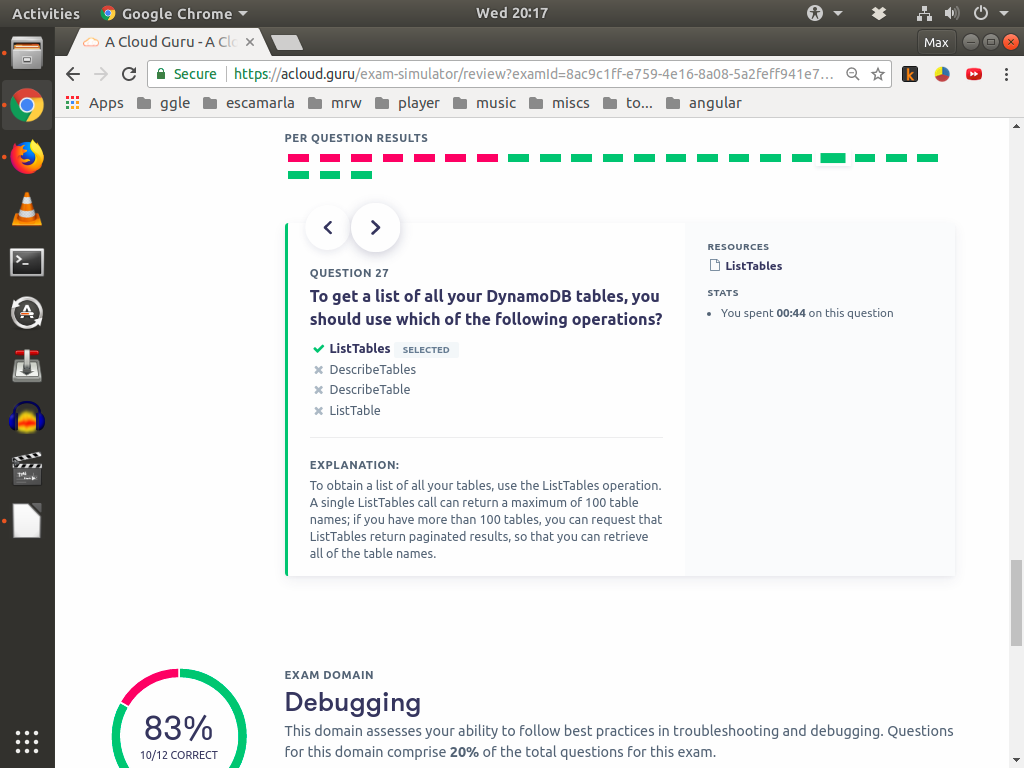 Activities Google Chrome Wed 20:17
A Cloud Guru - A Clo Max
Secure https://acloud.guru/exam-simulator/review?examId=8ac9c1ff-e759-4e16-8a08-5a2feff941e7...
Apps ggle escamarla mrw player music miscs to... angular
PER QUESTION RESULTS
QUESTION 27
To get a list of all your DynamoDB tables, you
should use which of the following operations?
ListTables SELECTED
DescribeTables
DescribeTable
ListTable
EXPLANATION:
To obtain a list of all your tables, use the ListTables operation.
A single ListTables call can return a maximum of 100 table
names; if you have more than 100 tables, you can request that
ListTables return paginated results, so that you can retrieve
all of the table names.
RESOURCES
ListTables
STATS
You spent 00:44 on this question
83%
10/12 CORRECT
EXAM DOMAIN
Debugging
This domain assesses your ability to follow best practices in troubleshooting and debugging. Questions
for this domain comprise 20% of the total questions for this exam.